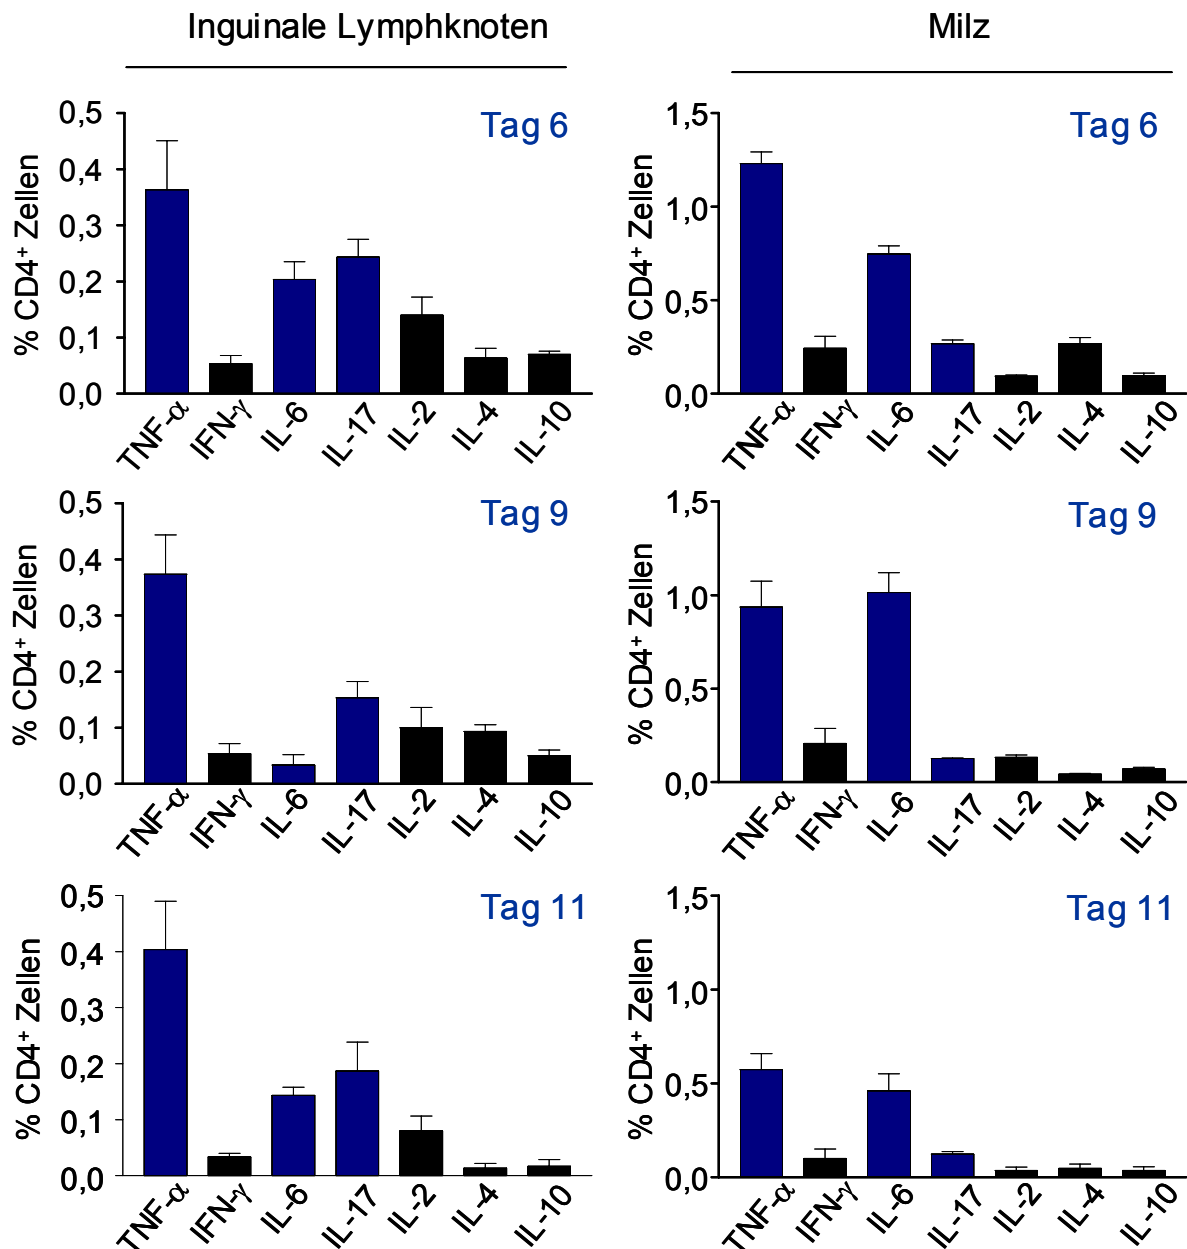 Inguinale Lymphknoten
Milz
Tag 6
% CD4⁺ Zellen
0,5
0,4
0,3
0,2
0,1
0,0
TNF-α IFN-γ IL-6 IL-17 IL-2 IL-4 IL-10
Tag 6
% CD4⁺ Zellen
1,5
1,0
0,5
0,0
TNF-α IFN-γ IL-6 IL-17 IL-2 IL-4 IL-10
Tag 9
% CD4⁺ Zellen
0,5
0,4
0,3
0,2
0,1
0,0
TNF-α IFN-γ IL-6 IL-17 IL-2 IL-4 IL-10
Tag 9
% CD4⁺ Zellen
1,5
1,0
0,5
0,0
TNF-α IFN-γ IL-6 IL-17 IL-2 IL-4 IL-10
Tag 11
% CD4⁺ Zellen
0,5
0,4
0,3
0,2
0,1
0,0
TNF-α IFN-γ IL-6 IL-17 IL-2 IL-4 IL-10
Tag 11
% CD4⁺ Zellen
1,5
1,0
0,5
0,0
TNF-α IFN-γ IL-6 IL-17 IL-2 IL-4 IL-10